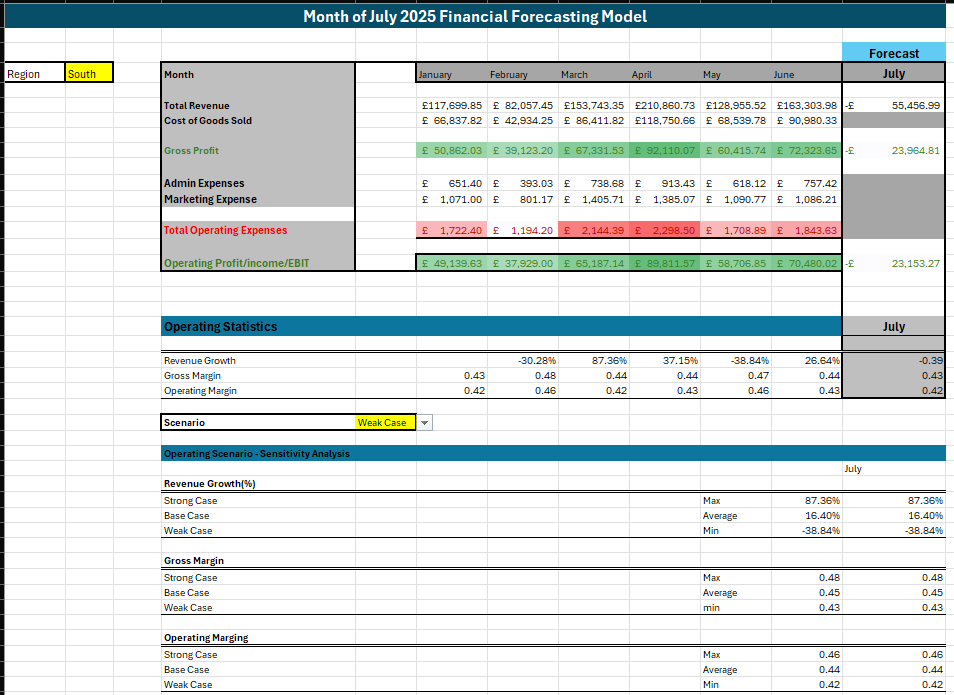 Month of July 2025 Financial Forecasting Model
Forecast
Region South Month January February March April May June July
Total Revenue £117,699.85 £ 82,057.45 £153,743.35 £210,860.73 £128,955.52 £163,303.98 -£ 55,456.99
Cost of Goods Sold £ 66,837.82 £ 42,934.25 £ 86,411.82 £118,750.66 £ 68,539.78 £ 90,980.33
Gross Profit £ 50,862.03 £ 39,123.20 £ 67,331.53 £ 92,110.07 £ 60,415.74 £ 72,323.65 -£ 23,964.81
Admin Expenses £ 651.40 £ 393.03 £ 738.68 £ 913.43 £ 618.12 £ 757.42
Marketing Expense £ 1,071.00 £ 801.17 £ 1,405.71 £ 1,385.07 £ 1,090.77 £ 1,086.21
Total Operating Expenses £ 1,722.40 £ 1,194.20 £ 2,144.39 £ 2,298.50 £ 1,708.89 £ 1,843.63
Operating Profit/income/EBIT £ 49,139.63 £ 37,929.00 £ 65,187.14 £ 89,811.57 £ 58,706.85 £ 70,480.02 -£ 23,153.27
Operating Statistics July
Revenue Growth -30.28% 87.36% 37.15% -38.84% 26.64% -0.39
Gross Margin 0.43 0.48 0.44 0.44 0.47 0.44 0.43
Operating Margin 0.42 0.46 0.42 0.43 0.46 0.43 0.42
Scenario Weak Case
Operating Scenario - Sensitivity Analysis
July
Revenue Growth(%)
Strong Case Max 87.36% 87.36%
Base Case Average 16.40% 16.40%
Weak Case Min -38.84% -38.84%
Gross Margin
Strong Case Max 0.48 0.48
Base Case Average 0.45 0.45
Weak Case min 0.43 0.43
Operating Marging
Strong Case Max 0.46 0.46
Base Case Average 0.44 0.44
Weak Case Min 0.42 0.42